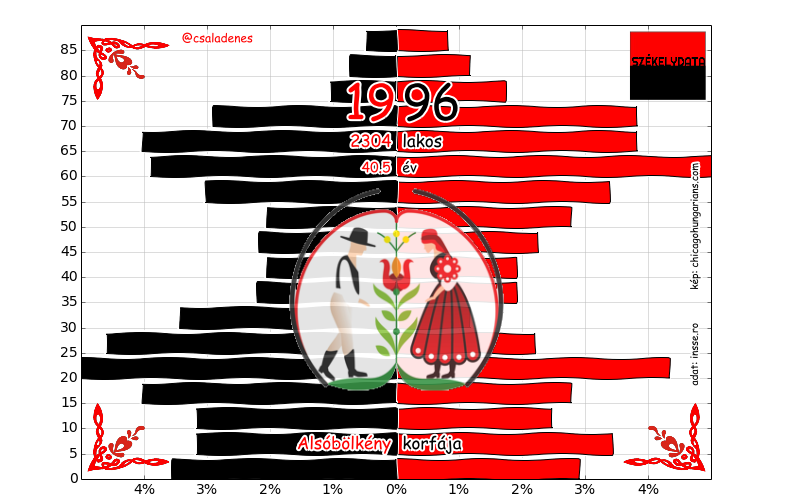 @csaladenes
SZÉKELYDATA
1996
2304 lakos
40.5 év
kép: chicagohungarians.com
adat: insse.ro
Alsóbölkény korfája
85
80
75
70
65
60
55
50
45
40
35
30
25
20
15
10
5
0
4% 3% 2% 1% 0% 1% 2% 3% 4%